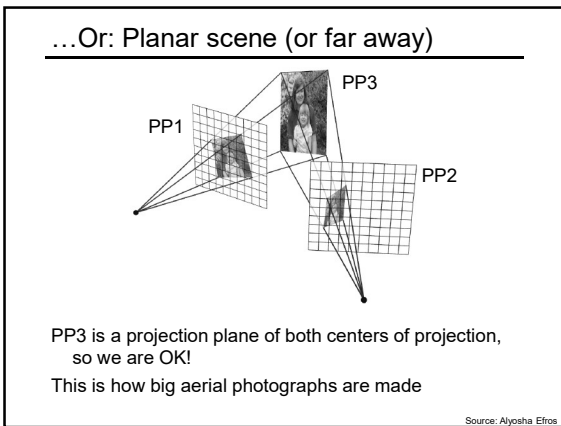 …Or: Planar scene (or far away)
PP3
PP1
PP2
PP3 is a projection plane of both centers of projection,
so we are OK!
This is how big aerial photographs are made
Source: Alyosha Efros